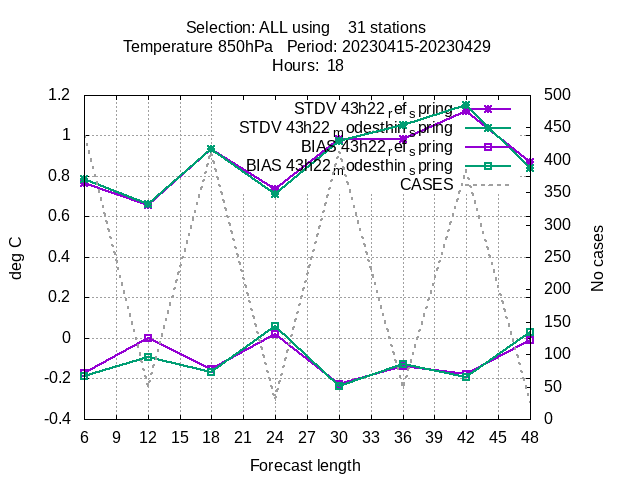 Selection: ALL using 31 stations
Temperature 850hPa Period: 20230415-20230429
Hours: 18
STDV 43h22_ref_spring
STDV 43h22_modesthin_spring
BIAS 43h22_ref_spring
BIAS 43h22_modesthin_spring
CASES
1.2
1
0.8
0.6
0.4
0.2
0
-0.2
-0.4
500
450
400
350
300
250
200
150
100
50
0
deg C
No cases
6 9 12 15 18 21 24 27 30 33 36 39 42 45 48
Forecast length